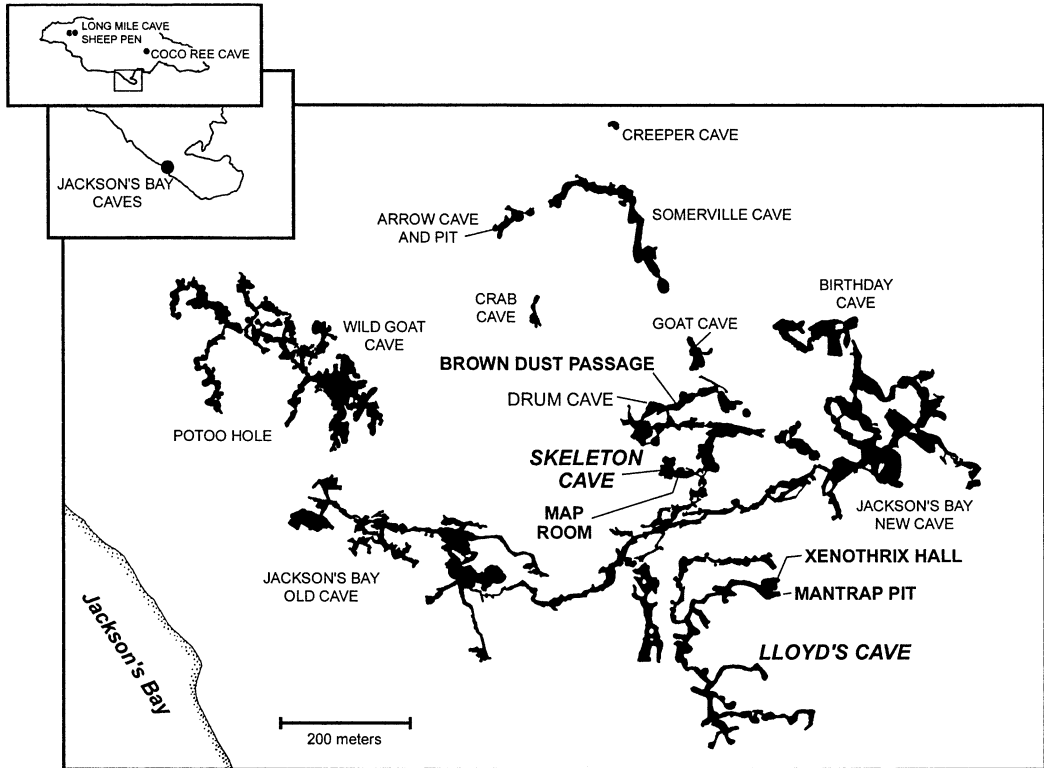 LONG MILE CAVE
SHEEP PEN
COCO REE CAVE
JACKSON'S BAY
CAVES
CREEPER CAVE
ARROW CAVE
AND PIT
SOMERVILLE CAVE
CRAB
CAVE
BIRTHDAY
CAVE
WILD GOAT
CAVE
GOAT CAVE
BROWN DUST PASSAGE
DRUM CAVE
POTOO HOLE
SKELETON
CAVE
MAP
ROOM
JACKSON'S BAY
NEW CAVE
XENOTHRIX HALL
MANTRAP PIT
JACKSON'S BAY
OLD CAVE
LLOYD'S CAVE
Jackson's Bay
200 meters